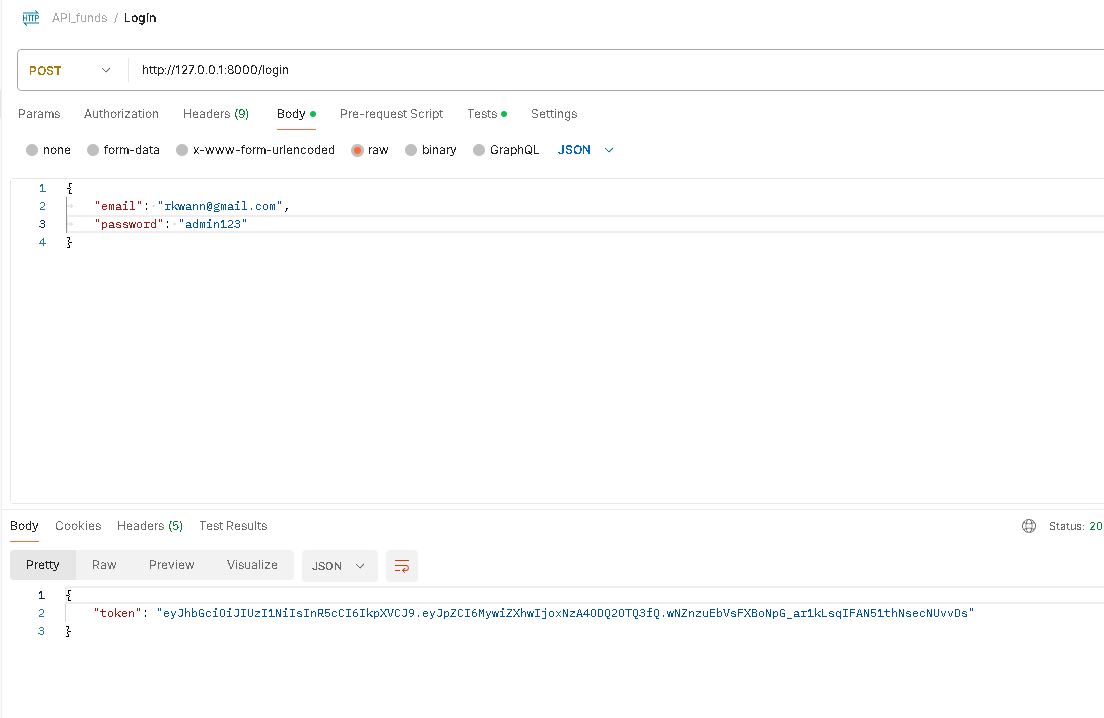 HTTP API_funds / Login
POST http://127.0.0.1:8000/login
Params Authorization Headers (9) Body Pre-request Script Tests Settings
none form-data x-www-form-urlencoded raw binary GraphQL JSON
1 {
2 "email": "rkwann@gmail.com",
3 "password": "admin123"
4 }
Body Cookies Headers (5) Test Results Status: 20
Pretty Raw Preview Visualize JSON
1 {
2 "token": "eyJhbGciOiJIUzI1NiIsInR5cCI6IkpXVCJ9.eyJpZCI6MywiZXhwIjoxNzA4ODQ2OTQ3fQ.wNZnzuEbVsFXBoNpG_ar1kLsqIFAN51thNsecNUvvDs"
3 }